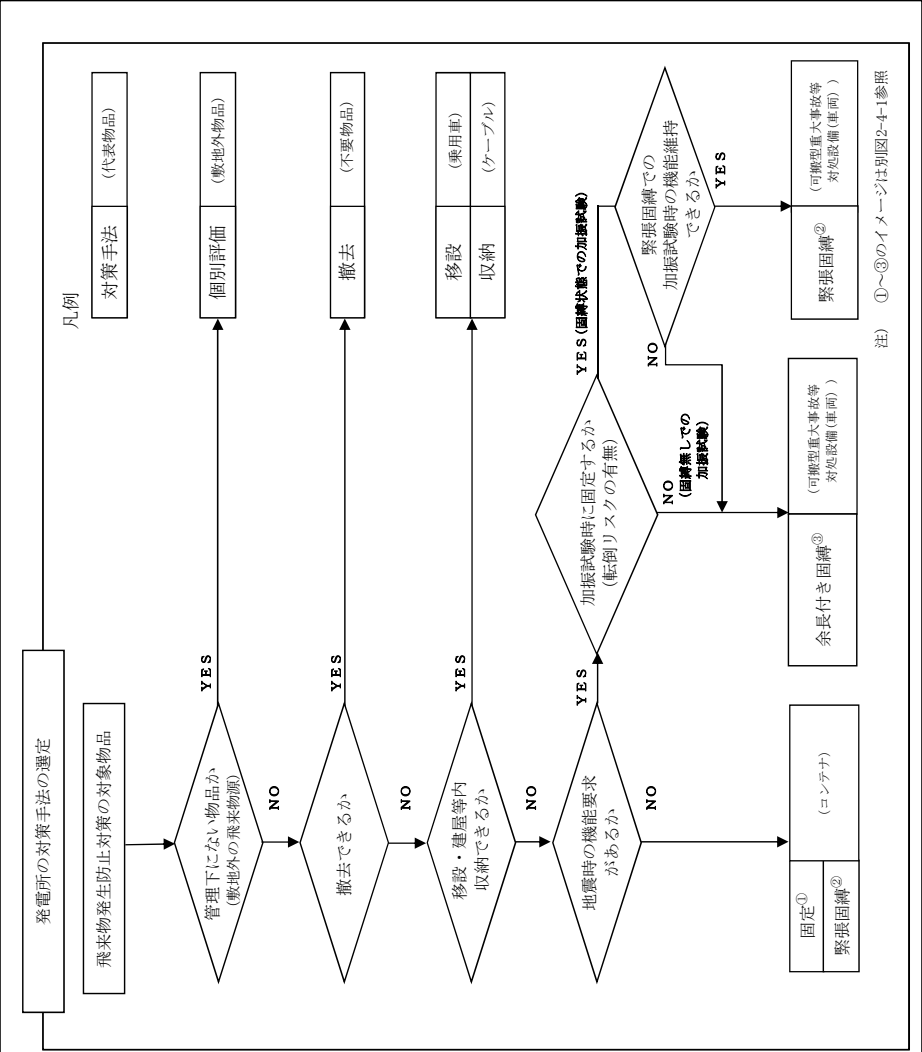 発電所の対策手法の選定
飛来物発生防止対策の対象物品
凡例
対策手法
(代表物品)
管理下にない物品か
(敷地外の飛来物源)
YES
個別評価
(敷地外物品)
NO
撤去できるか
YES
撤去
(不要物品)
NO
移設・建屋等内
収納できるか
YES
移設
(乗用車)
収納
(ケーブル)
NO
地震時の機能要求
があるか
YES
NO
加振試験時に固定するか
(転倒リスクの有無)
YES(固縛状態での加振試験)
NO
(固縛無しでの
加振試験)
緊張固縛での
加振試験時の機能維持
できるか
NO
YES
固定①
緊張固縛②
(コンテナ)
余長付き固縛③
(可搬型重大事故等
対処設備(車両))
緊張固縛②
(可搬型重大事故等
対処設備(車両))
注) ①~③のイメージは別図2-4-1参照